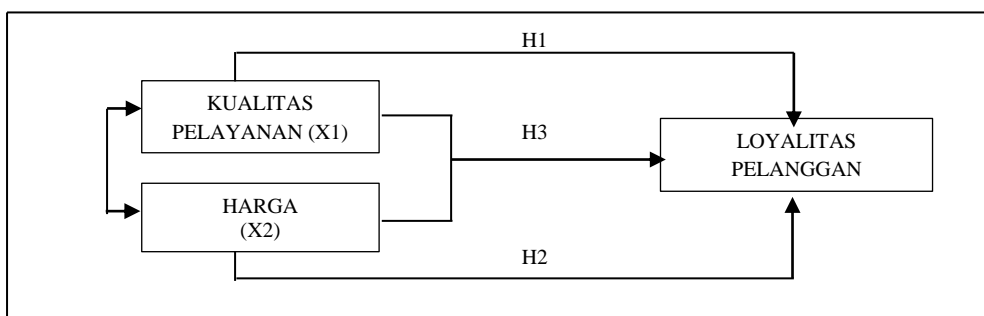 H1
KUALITAS
PELAYANAN (X1)
H3
LOYALITAS
PELANGGAN
HARGA
(X2)
H2